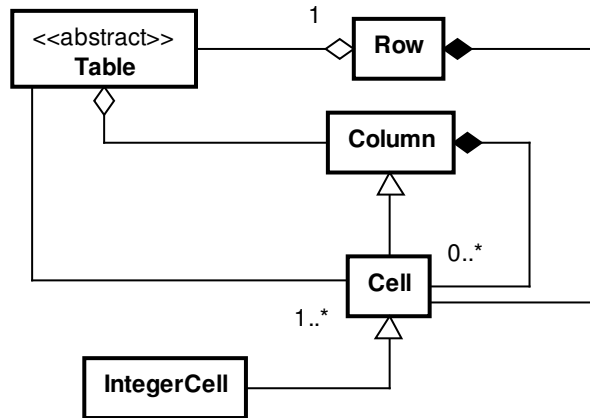 1
<<abstract>>
Table
Row
Column
Cell
0..*
1..*
IntegerCell